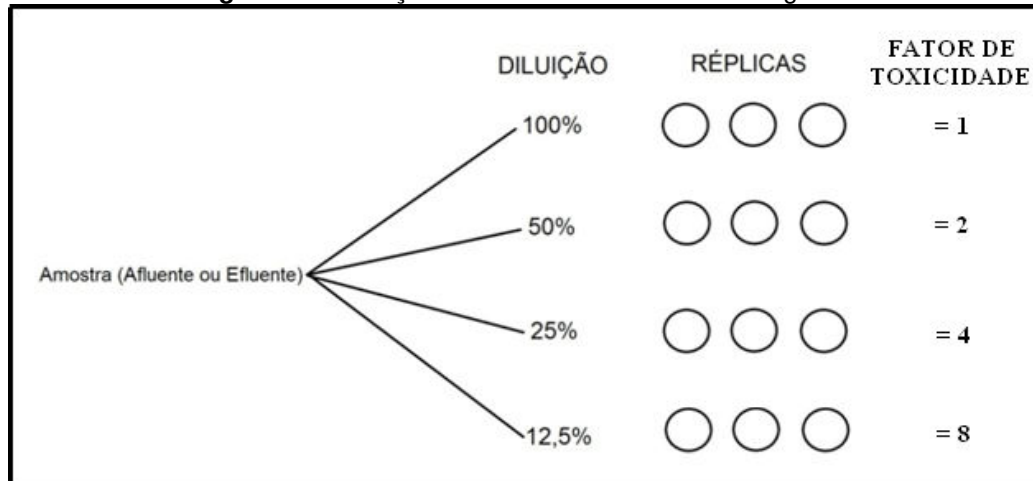 DILUIÇÃO RÉPLICAS FATOR DE
TOXICIDADE
100% = 1
50% = 2
Amostra (Afluente ou Efluente)
25% = 4
12,5% = 8